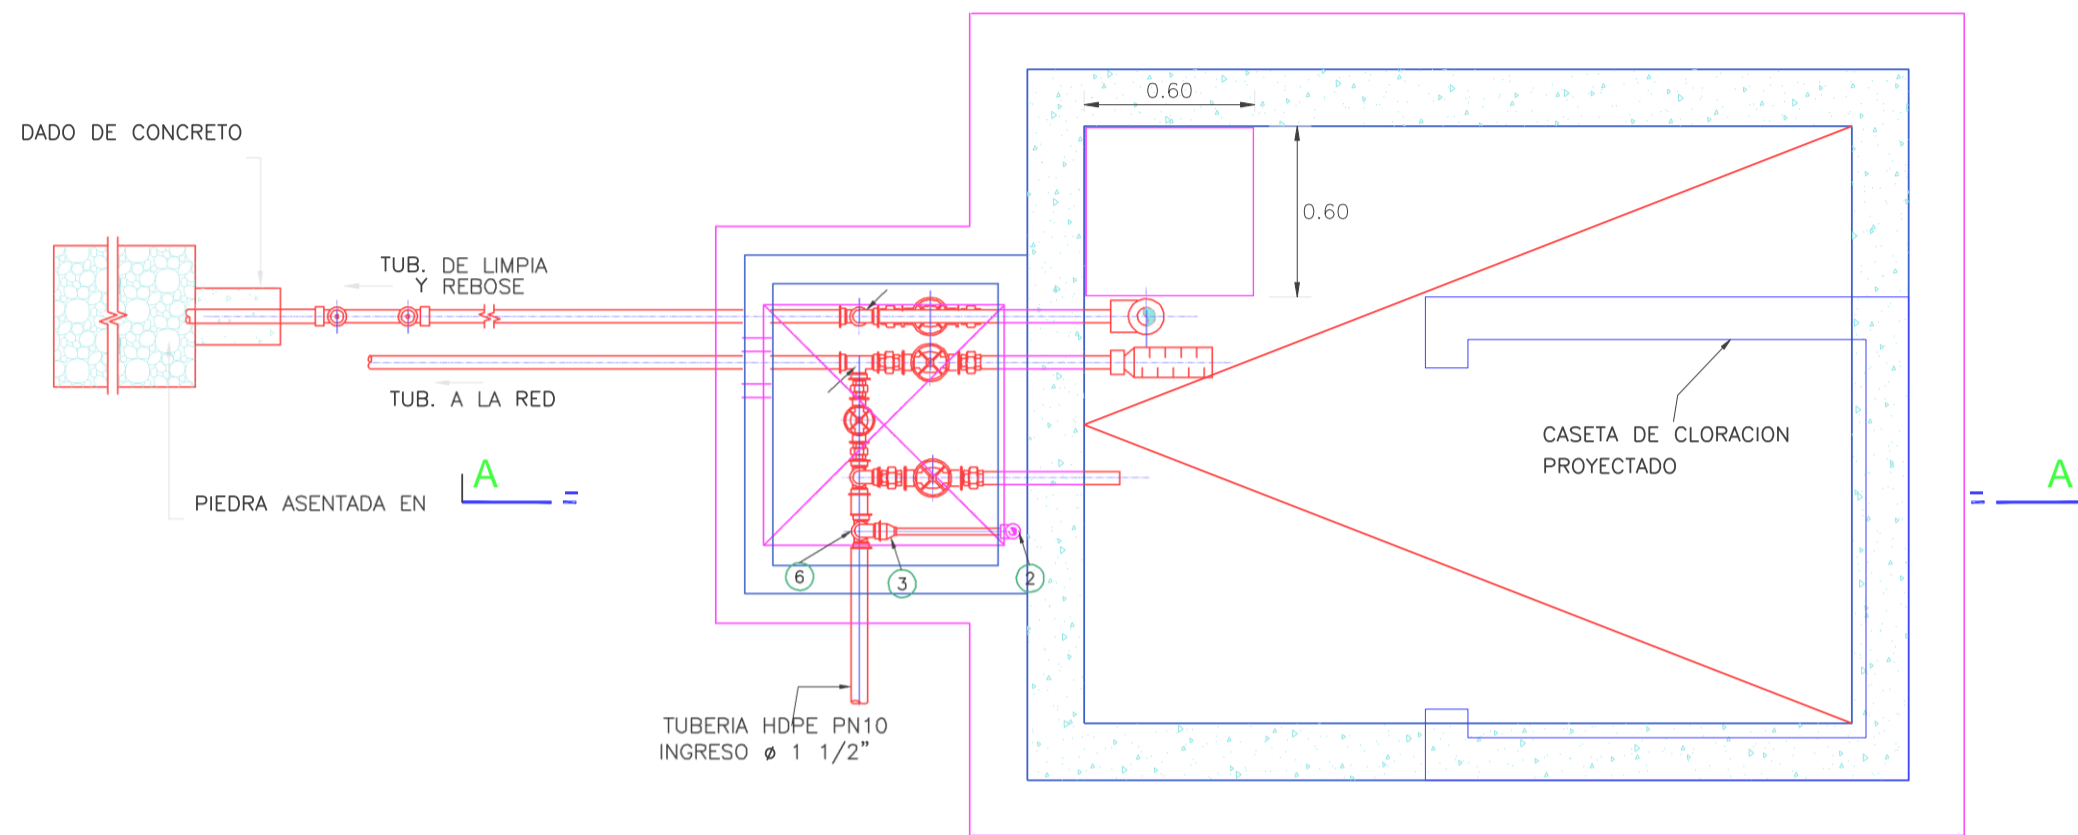 0.60
DADO DE CONCRETO
0.60
TUB. DE LIMPIA
Y REBOSE
TUB. A LA RED
CASETA DE CLORACION
PROYECTADO
A
A
PIEDRA ASENTADA EN
6
3
2
TUBERIA HDPE PN10
INGRESO ø 1 1/2"